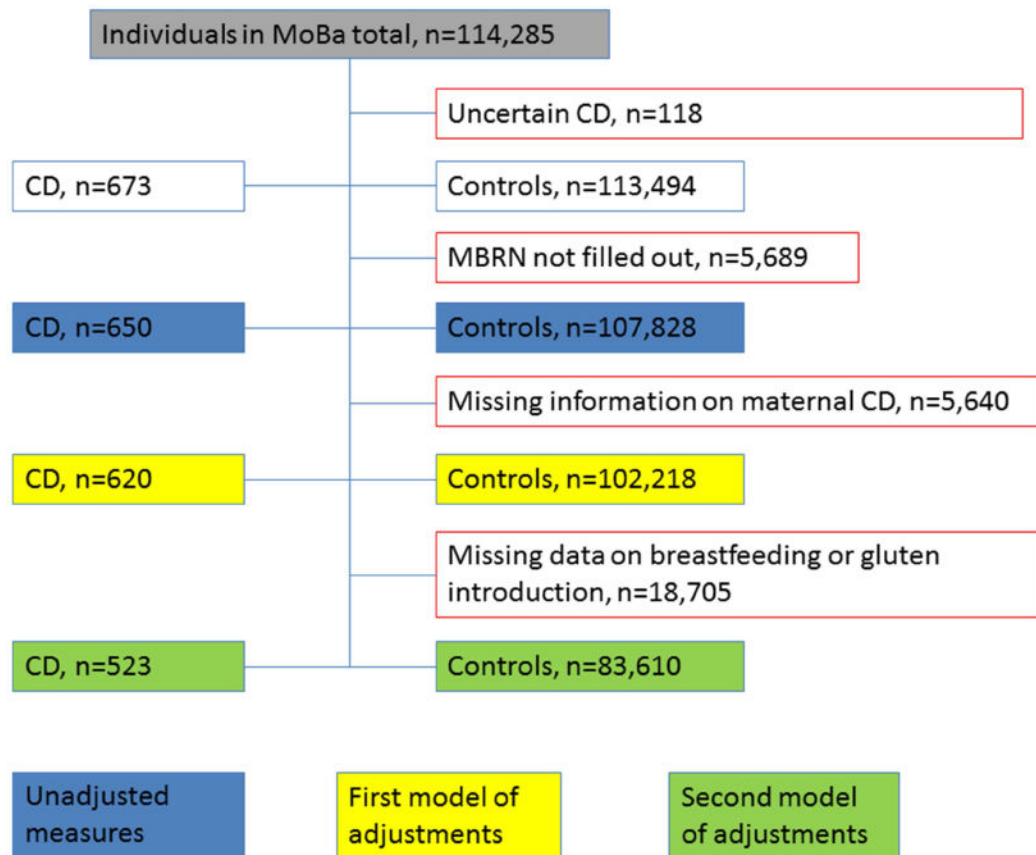 Individuals in MoBa total, n=114,285
Uncertain CD, n=118
CD, n=673
Controls, n=113,494
MBRN not filled out, n=5,689
CD, n=650
Controls, n=107,828
Missing information on maternal CD, n=5,640
CD, n=620
Controls, n=102,218
Missing data on breastfeeding or gluten
introduction, n=18,705
CD, n=523
Controls, n=83,610
Unadjusted
measures
First model of
adjustments
Second model
of adjustments